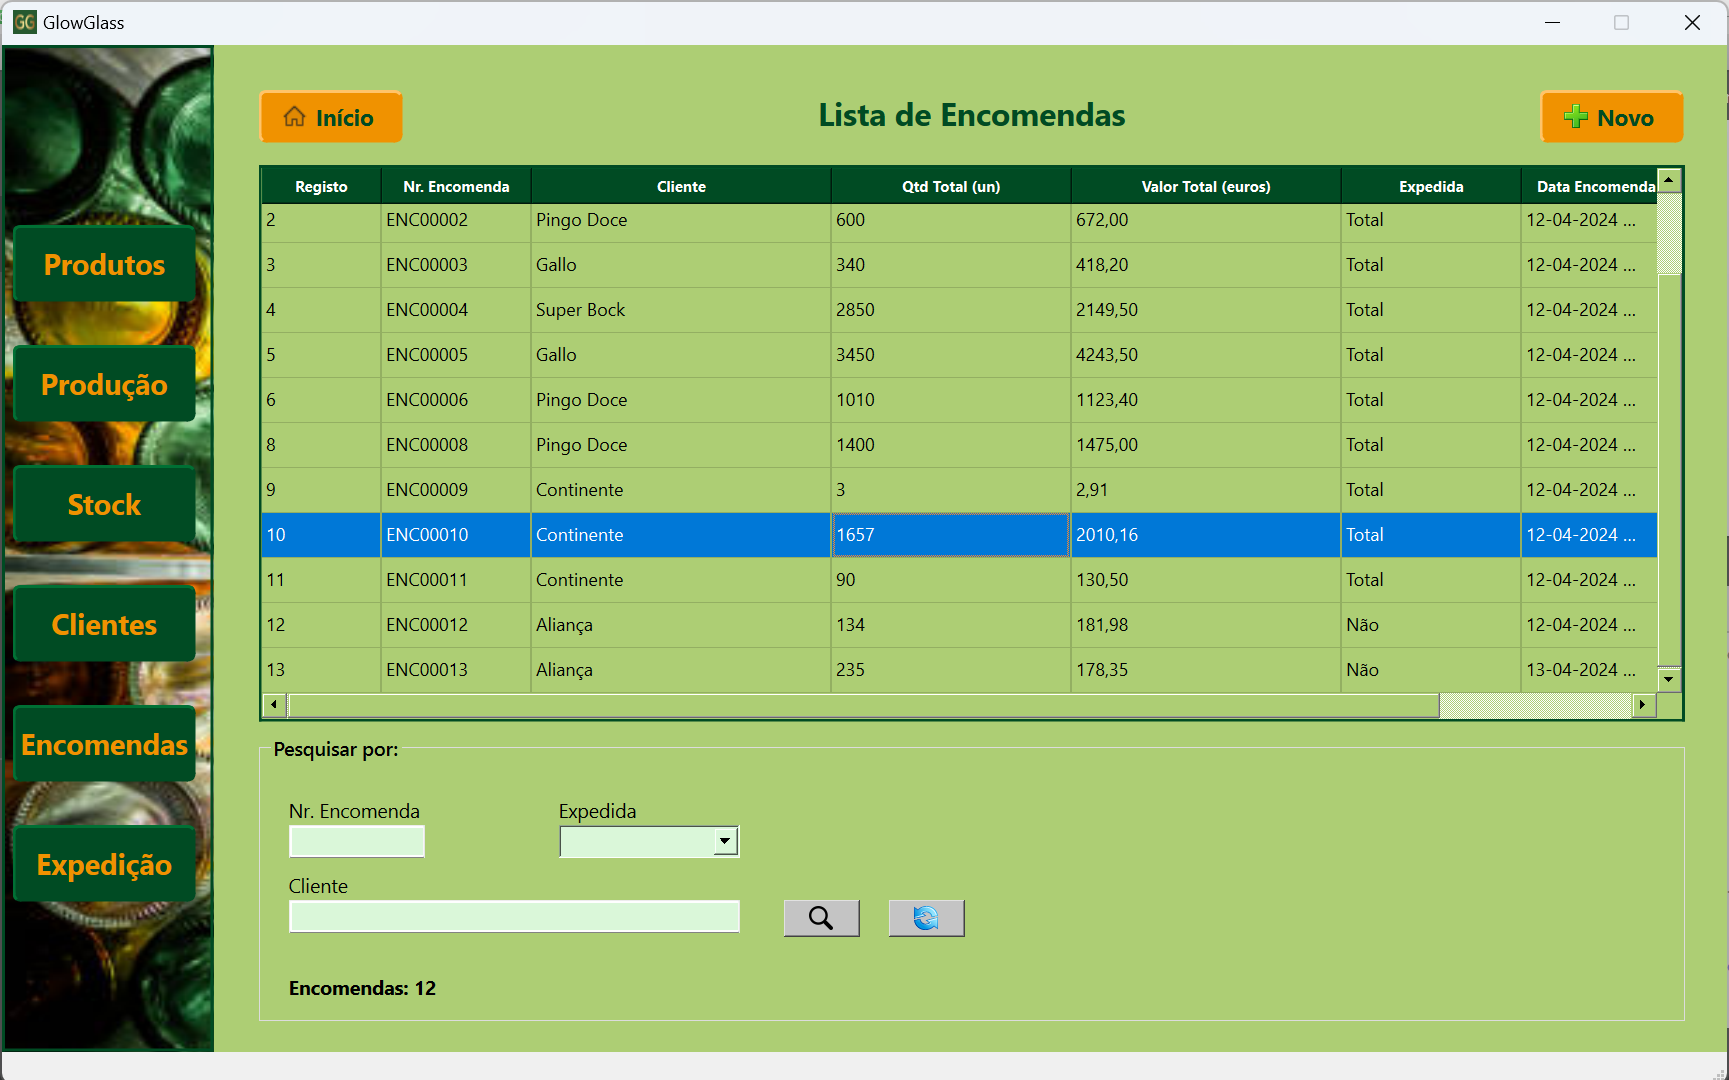 GG GlowGlass
Início
Lista de Encomendas
Novo
Produtos
Produção
Stock
Clientes
Encomendas
Expedição
Registo Nr. Encomenda Cliente Qtd Total (un) Valor Total (euros) Expedida Data Encomenda
2 ENC00002 Pingo Doce 600 672,00 Total 12-04-2024 ...
3 ENC00003 Gallo 340 418,20 Total 12-04-2024 ...
4 ENC00004 Super Bock 2850 2149,50 Total 12-04-2024 ...
5 ENC00005 Gallo 3450 4243,50 Total 12-04-2024 ...
6 ENC00006 Pingo Doce 1010 1123,40 Total 12-04-2024 ...
8 ENC00008 Pingo Doce 1400 1475,00 Total 12-04-2024 ...
9 ENC00009 Continente 3 2,91 Total 12-04-2024 ...
10 ENC00010 Continente 1657 2010,16 Total 12-04-2024 ...
11 ENC00011 Continente 90 130,50 Total 12-04-2024 ...
12 ENC00012 Aliança 134 181,98 Não 12-04-2024 ...
13 ENC00013 Aliança 235 178,35 Não 13-04-2024 ...
Pesquisar por:
Nr. Encomenda Expedida
Cliente
Encomendas: 12